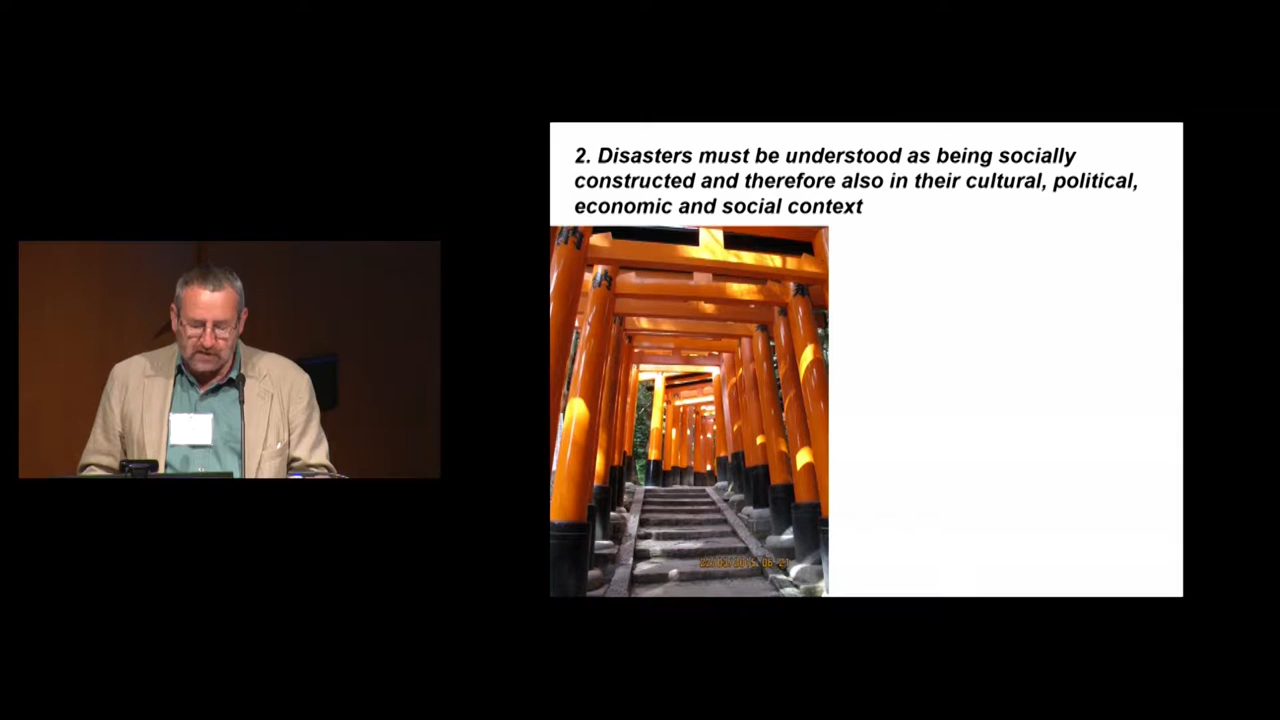 2. Disasters must be understood as being socially
constructed and therefore also in their cultural, political,
economic and social context